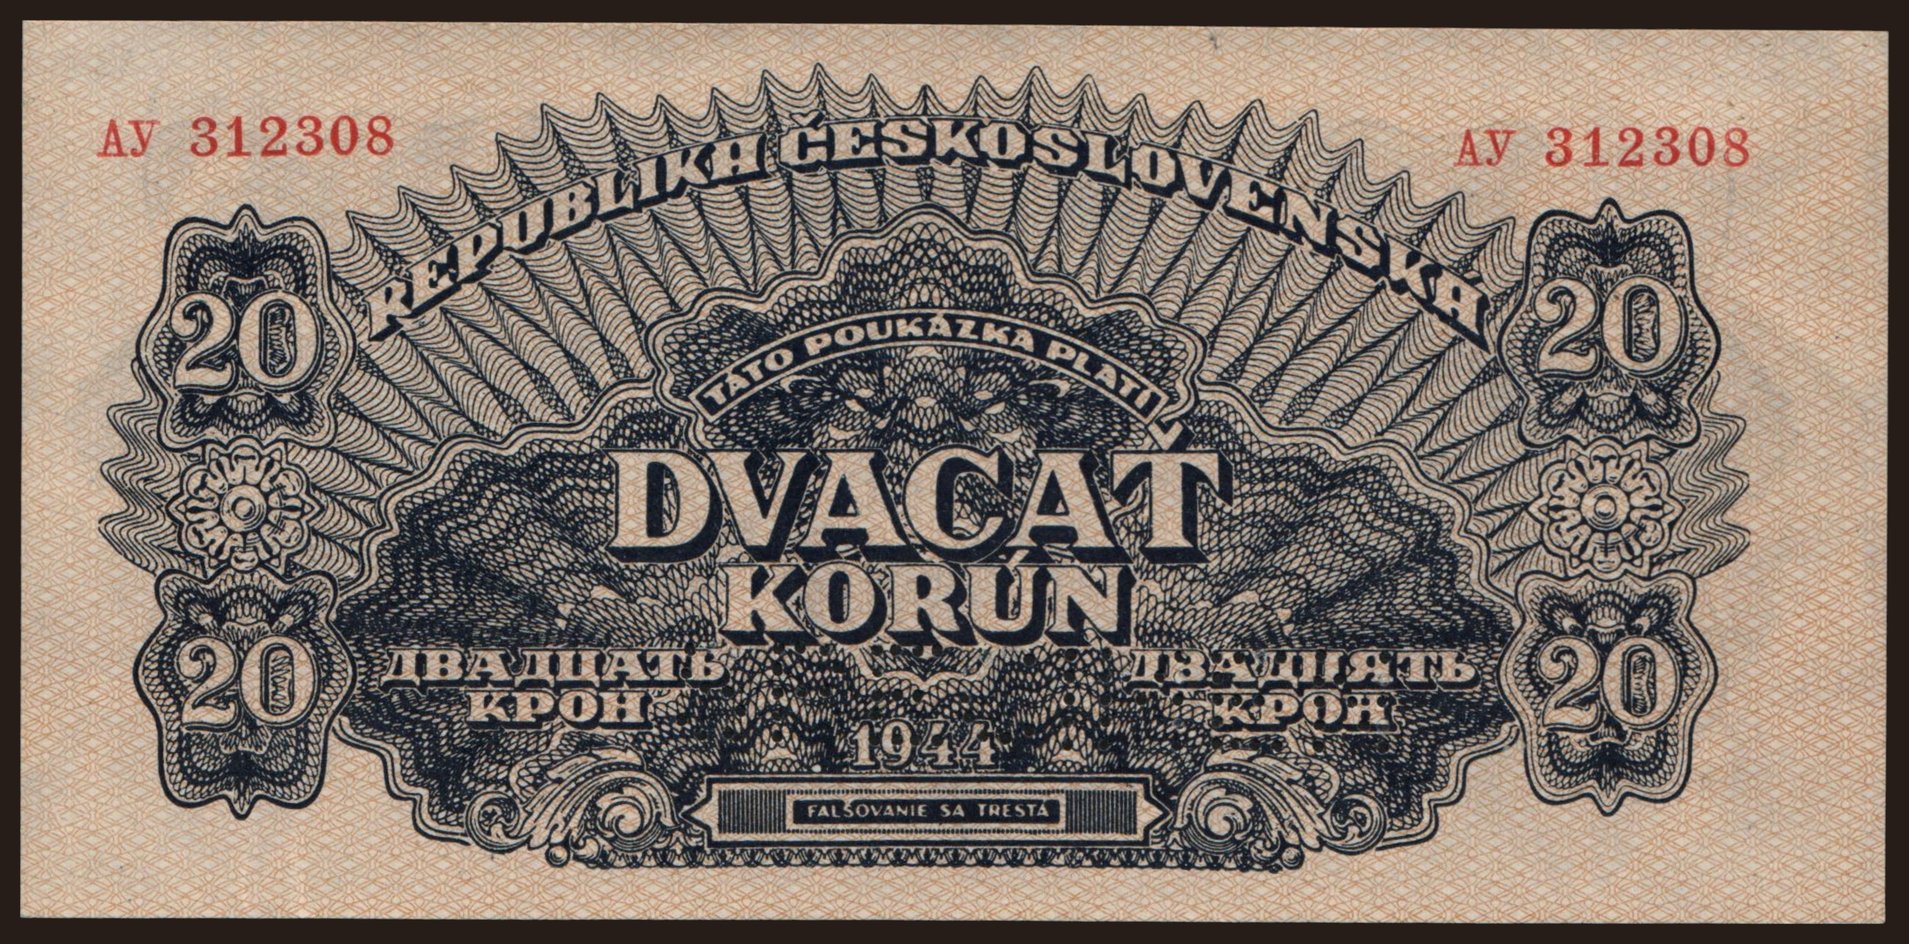 АУ 312308
АУ 312308
REPUBLIKA ČESKOSLOVENSKÁ
20
20
TÁTO POUKÁZKA PLATÍ
DVACAŤ
KORÚN
ДВАДЦАТЬ
КРОН
ДВАДЦЯТЬ
КРОН
20
20
1944
FALŠOVANIE SA TRESTÁ